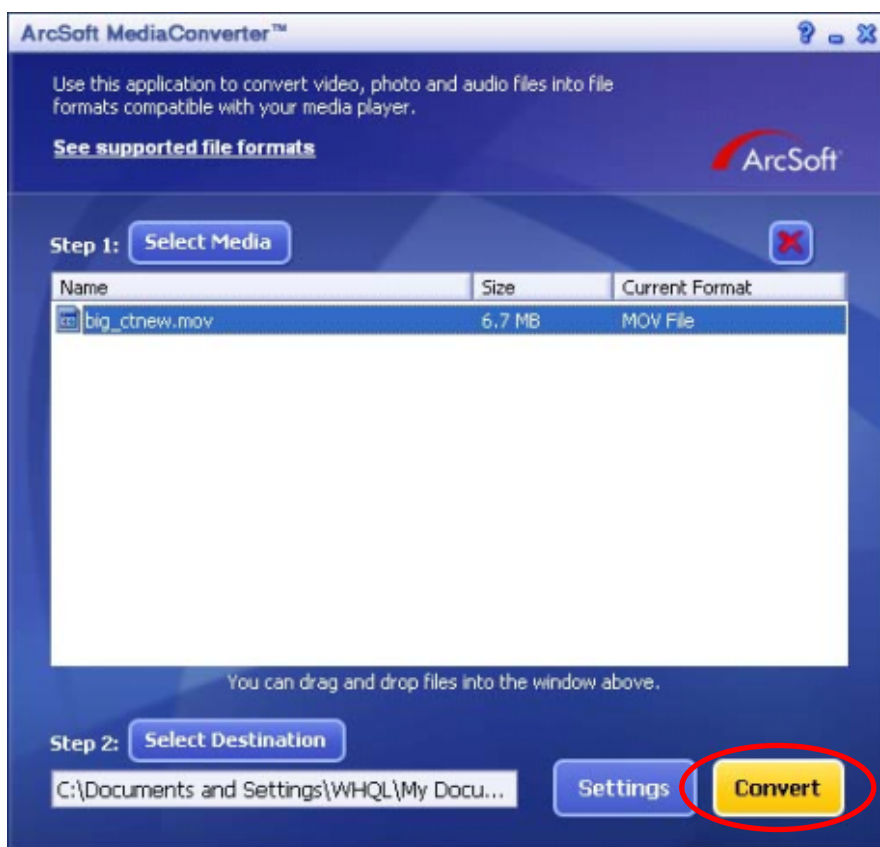 ArcSoft MediaConverter™
Use this application to convert video, photo and audio files into file
formats compatible with your media player.
See supported file formats
ArcSoft
Step 1: Select Media
Name Size Current Format
big_ctnew.mov 6.7 MB MOV File
You can drag and drop files into the window above.
Step 2: Select Destination
C:\Documents and Settings\WHQL\My Docu... Settings Convert